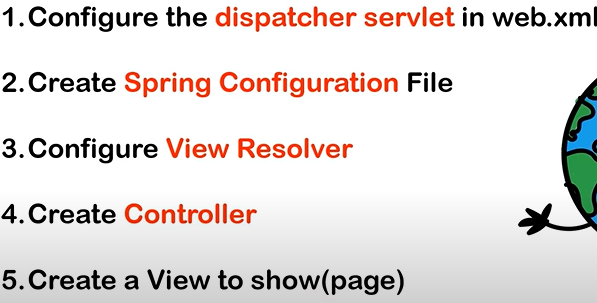 1.Configure the dispatcher servlet in web.xml
2.Create Spring Configuration File
3.Configure View Resolver
4.Create Controller
5.Create a View to show(page)